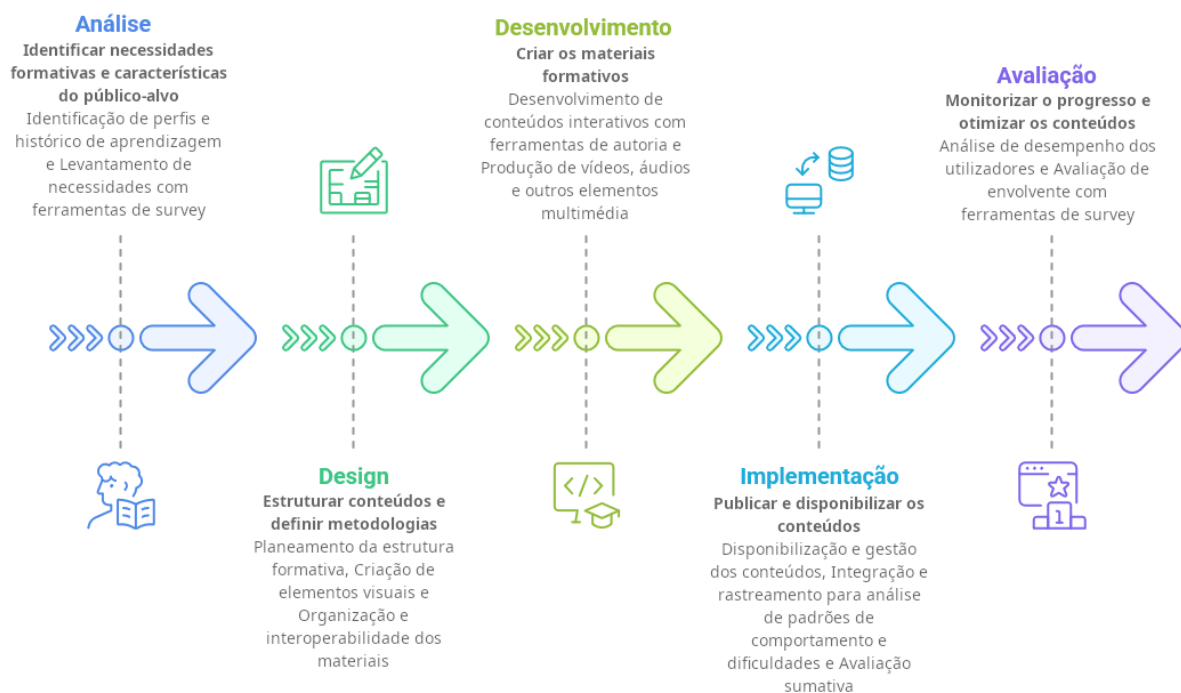 Análise
Identificar necessidades
formativas e características
do público-alvo
Identificação de perfis e
histórico de aprendizagem
e Levantamento de
necessidades com
ferramentas de survey
Design
Estruturar conteúdos e
definir metodologias
Planeamento da estrutura
formativa, Criação de
elementos visuais e
Organização e
interoperabilidade dos
materiais
Desenvolvimento
Criar os materiais
formativos
Desenvolvimento de
conteúdos interativos com
ferramentas de autoria e
Produção de vídeos, áudios
e outros elementos
multimédia
</>
Implementação
Publicar e disponibilizar os
conteúdos
Disponibilização e gestão
dos conteúdos, Integração e
rastreamento para análise
de padrões de
comportamento e
dificuldades e Avaliação
sumativa
Avaliação
Monitorizar o progresso e
otimizar os conteúdos
Análise de desempenho dos
utilizadores e Avaliação de
envolvente com
ferramentas de survey
1